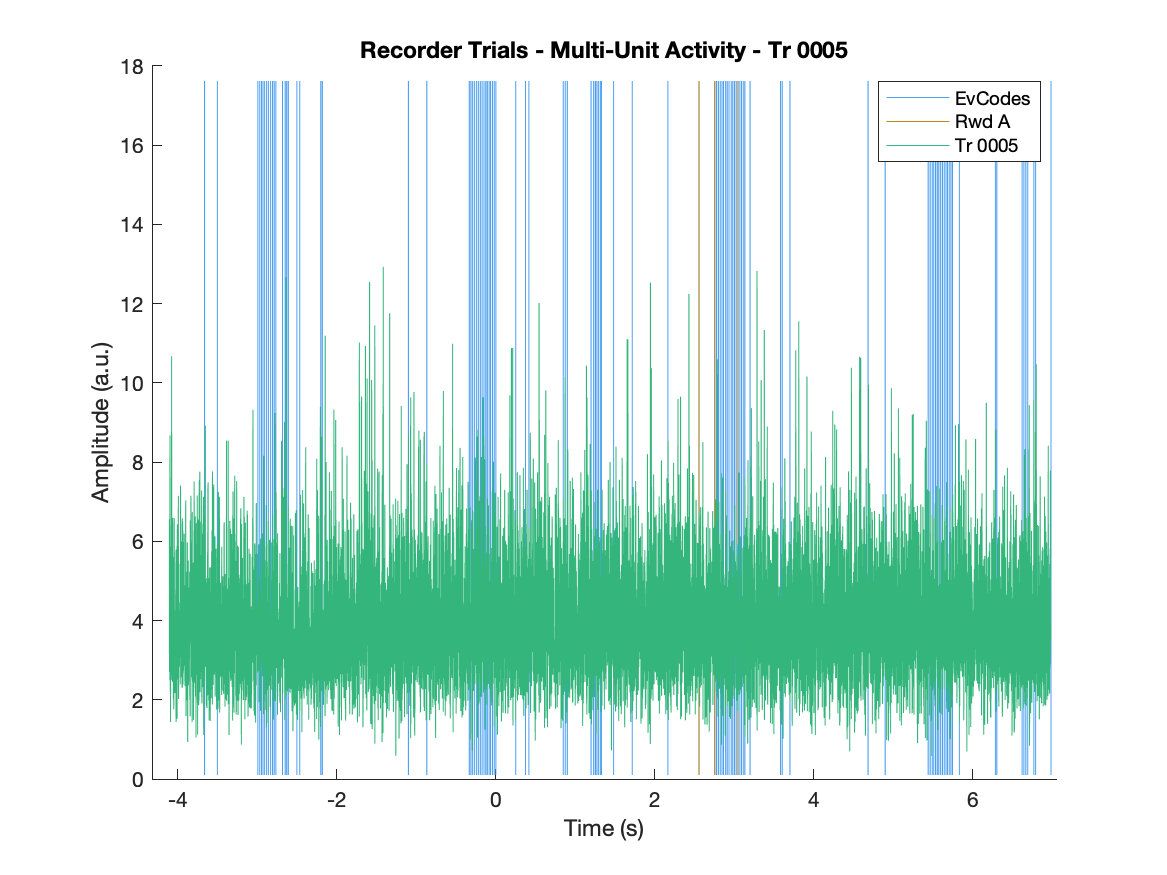 Recorder Trials - Multi-Unit Activity - Tr 0005
18
16
14
12
10
8
6
4
2
0
Amplitude (a.u.)
EvCodes
Rwd A
Tr 0005
-4
-2
0
2
4
6
Time (s)